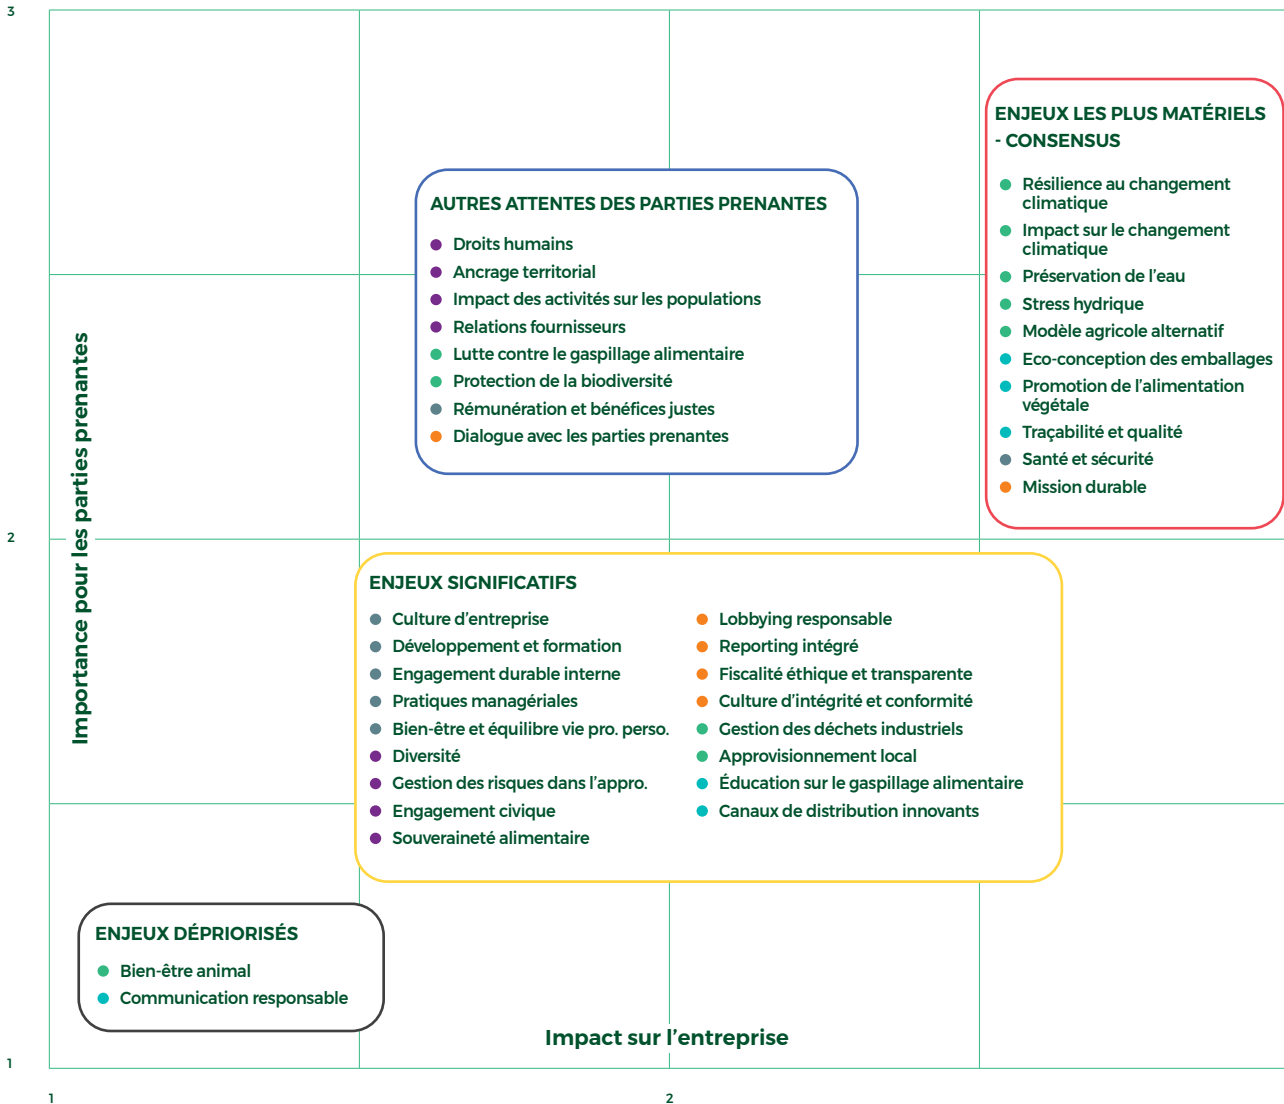 3
ENJEUX LES PLUS MATÉRIELS
- CONSENSUS
Résilience au changement
climatique
Impact sur le changement
climatique
Préservation de l’eau
Stress hydrique
Modèle agricole alternatif
Eco-conception des emballages
Promotion de l’alimentation
végétale
Traçabilité et qualité
Santé et sécurité
Mission durable
AUTRES ATTENTES DES PARTIES PRENANTES
Droits humains
Ancrage territorial
Impact des activités sur les populations
Relations fournisseurs
Lutte contre le gaspillage alimentaire
Protection de la biodiversité
Rémunération et bénéfices justes
Dialogue avec les parties prenantes
Importance pour les parties prenantes
2
ENJEUX SIGNIFICATIFS
Culture d’entreprise
Développement et formation
Engagement durable interne
Pratiques managériales
Bien-être et équilibre vie pro. perso.
Diversité
Gestion des risques dans l’appro.
Engagement civique
Souveraineté alimentaire
Lobbying responsable
Reporting intégré
Fiscalité éthique et transparente
Culture d’intégrité et conformité
Gestion des déchets industriels
Approvisionnement local
Éducation sur le gaspillage alimentaire
Canaux de distribution innovants
ENJEUX DÉPRIORISÉS
Bien-être animal
Communication responsable
Impact sur l’entreprise
1
1
2